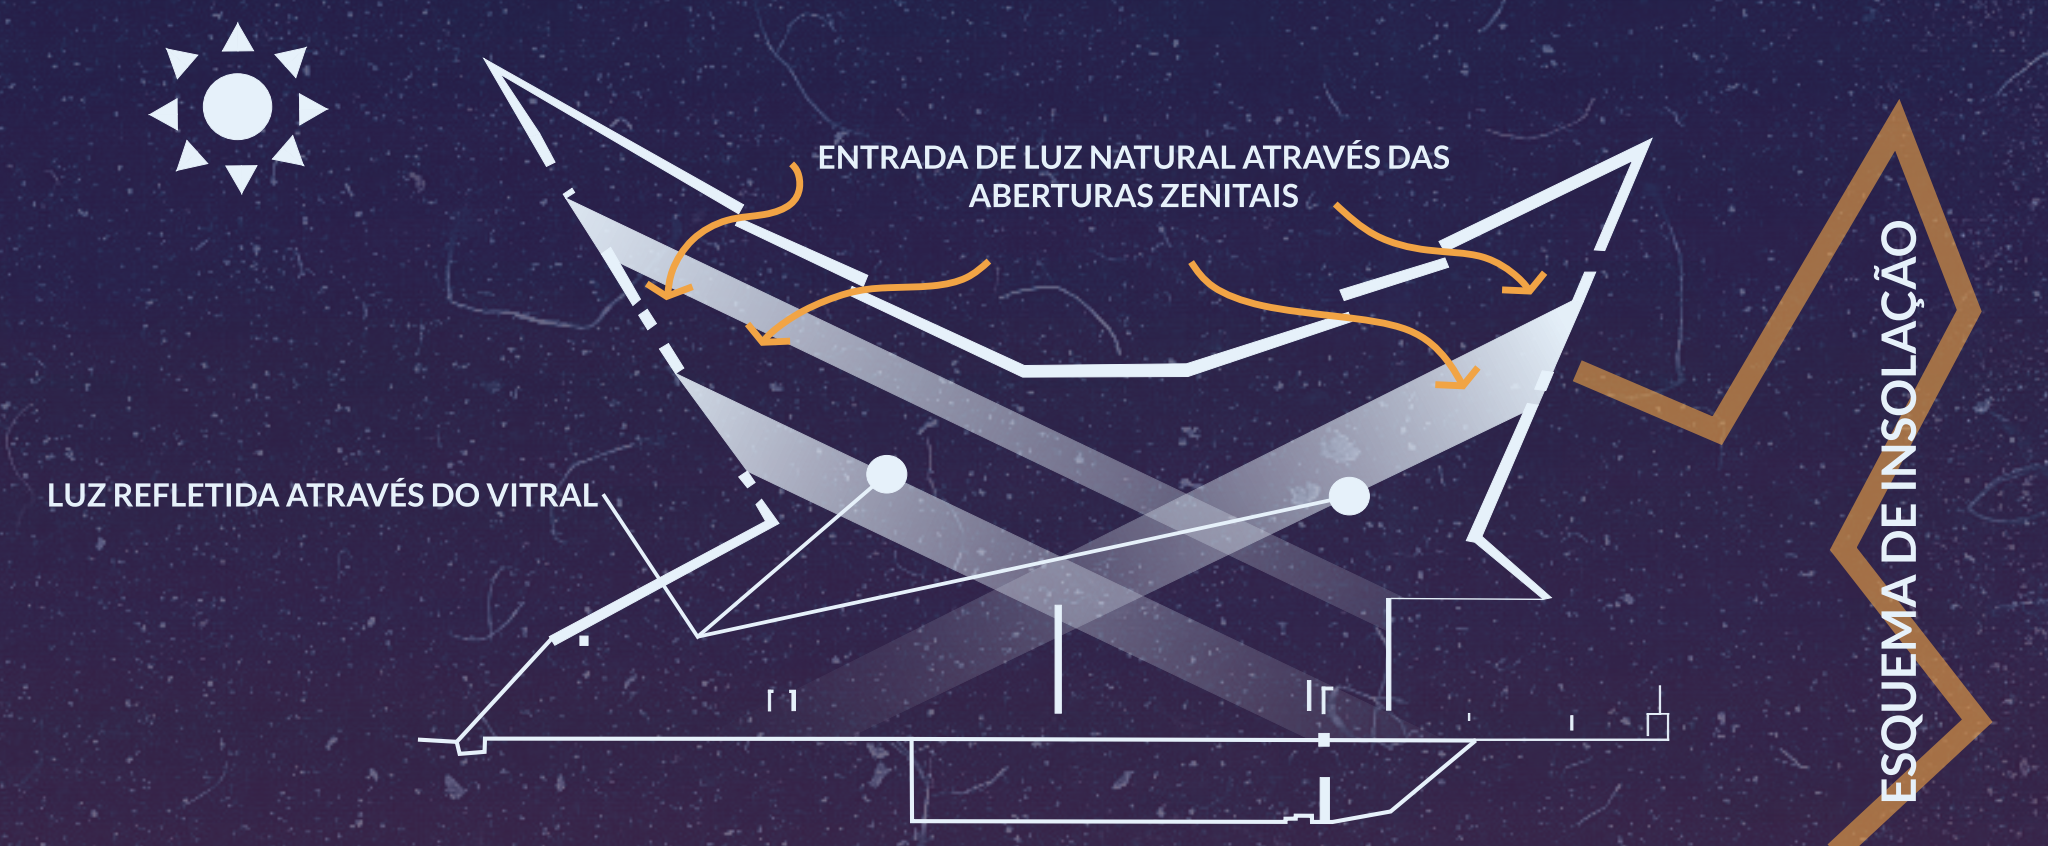 ENTRADA DE LUZ NATURAL ATRAVÉS DAS
ABERTURAS ZENITAIS
LUZ REFLETIDA ATRAVÉS DO VITRAL
ESQUEMA DE INSOLAÇÃO